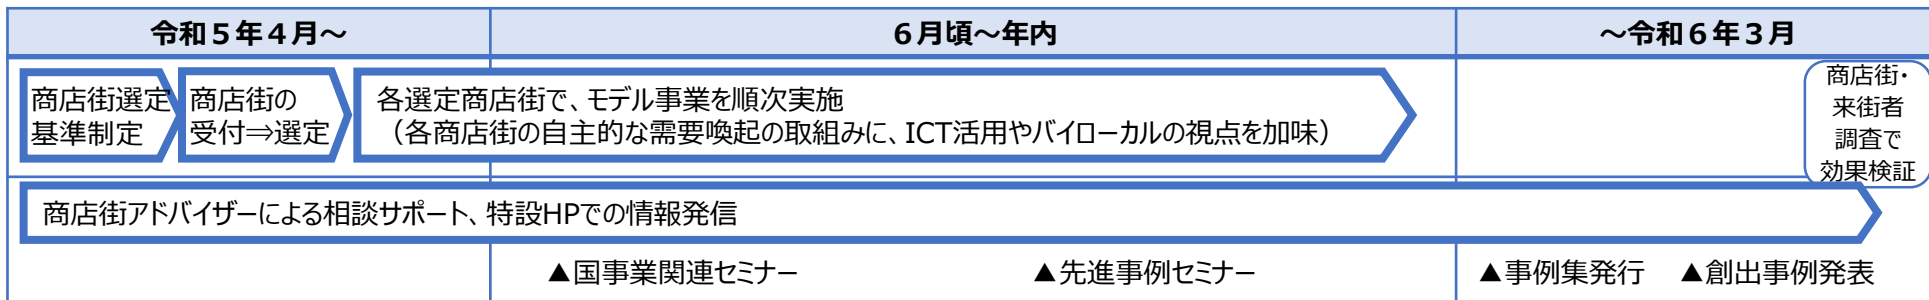 令和５年４月～
６月頃～年内
～令和６年３月
商店街選定
基準制定
商店街の
受付⇒選定
各選定商店街で、モデル事業を順次実施
（各商店街の自主的な需要喚起の取組みに、ICT活用やバイローカルの視点を加味）
商店街・
来街者
調査で
効果検証
商店街アドバイザーによる相談サポート、特設HPでの情報発信
▲国事業関連セミナー
▲先進事例セミナー
▲事例集発行
▲創出事例発表